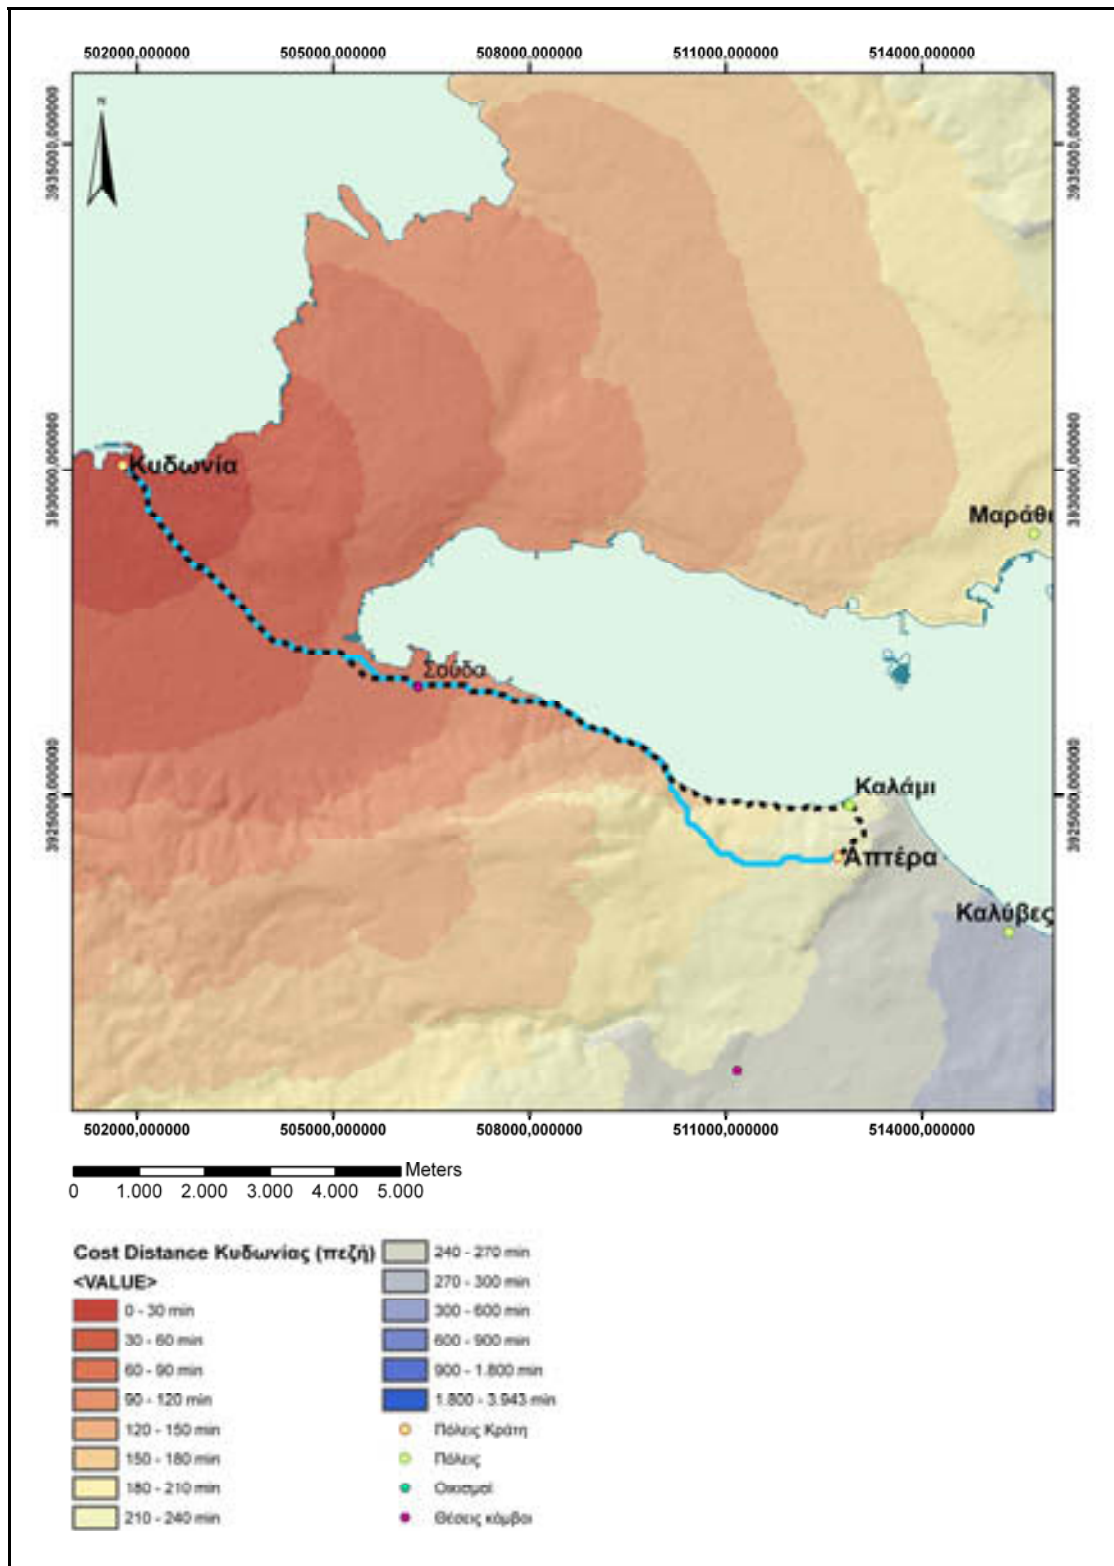 502000,000000 505000,000000 508000,000000 511000,000000 514000,000000
3935000,000000 3935000,000000
N
Κυδωνία
3930000,000000 3930000,000000
Μαράθι
Σούδα
3925000,000000 3925000,000000
Καλάμι
Απτέρα
Καλύβες
502000,000000 505000,000000 508000,000000 511000,000000 514000,000000
Meters
0 1.000 2.000 3.000 4.000 5.000
Cost Distance Κυδωνίας (πεζή)
<VALUE>
0 - 30 min
30 - 60 min
60 - 90 min
90 - 120 min
120 - 150 min
150 - 180 min
180 - 210 min
210 - 240 min
240 - 270 min
270 - 300 min
300 - 600 min
600 - 900 min
900 - 1.800 min
1.800 - 3.943 min
Πόλεις Κράτη
Πόλεις
Οικισμοί
Θέσεις κόμβοι